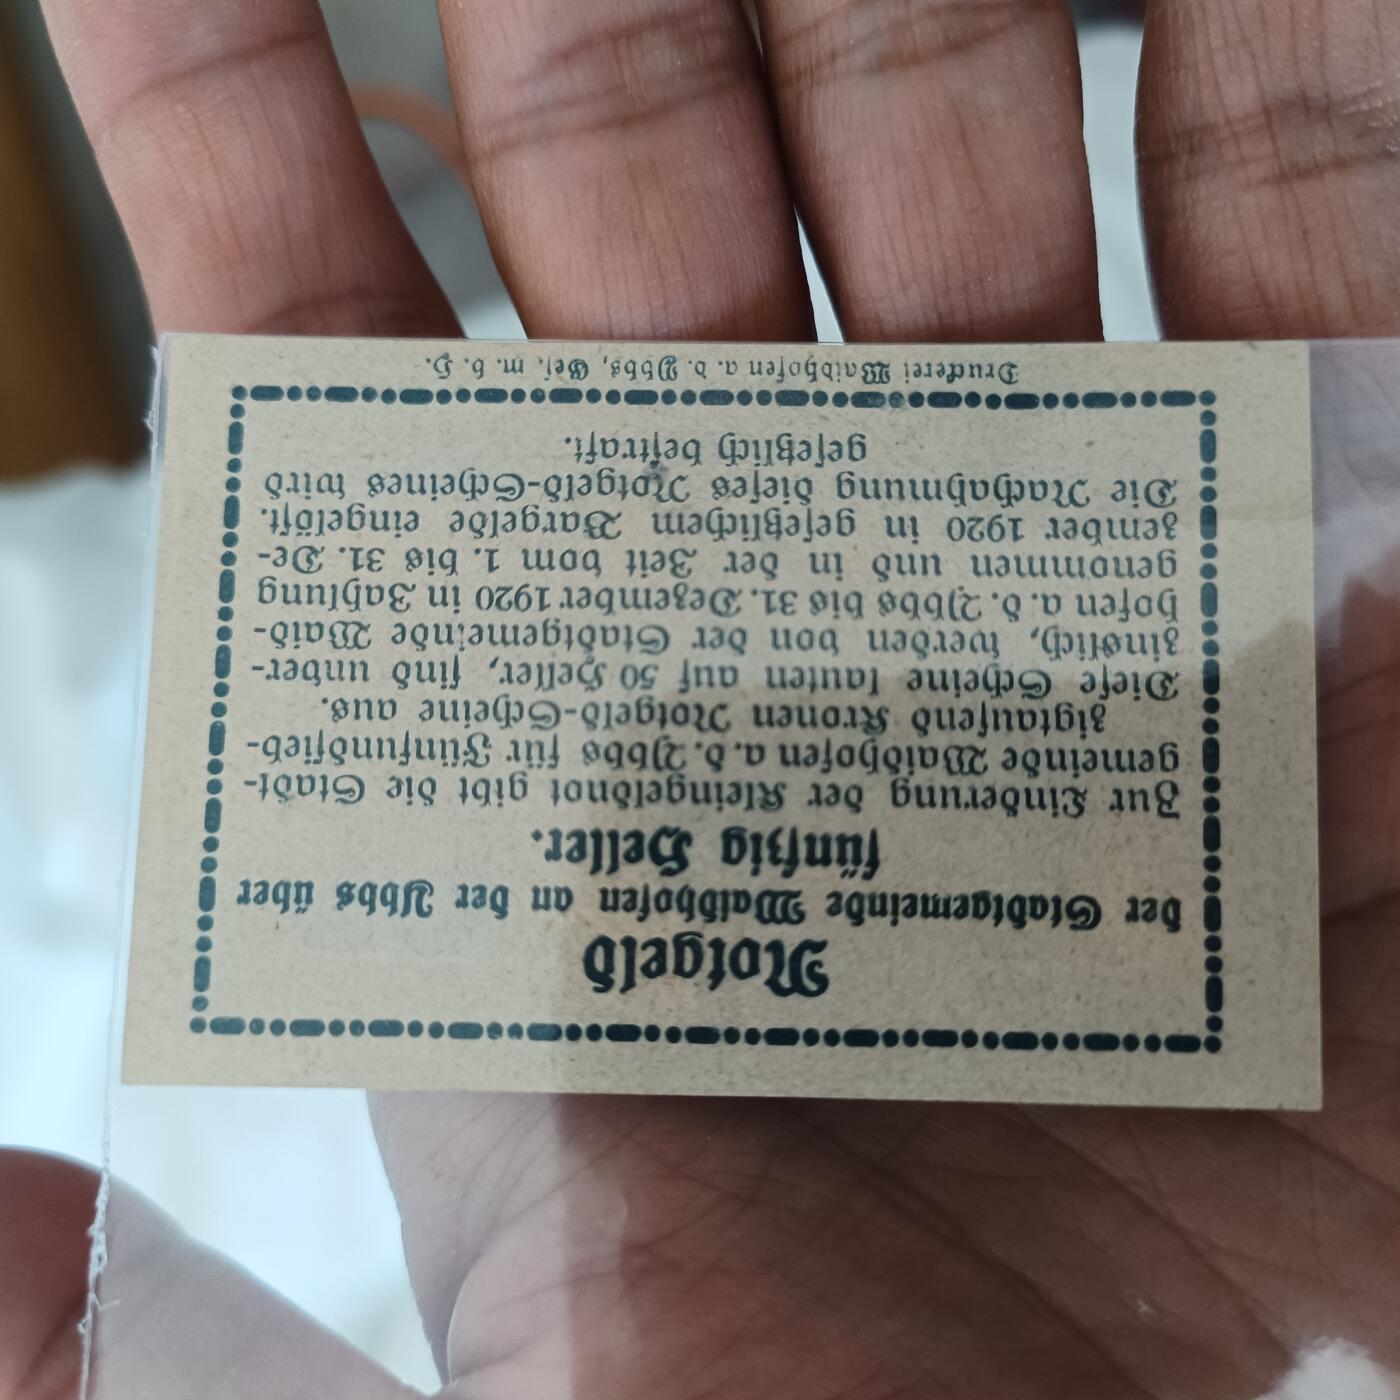 Notgeld
der Stadtgemeinde Waidhofen an der Ybbs über
fünfzig Heller.
Zur Linderung der Kleingeldnot gibt die Stadt-
gemeinde Waidhofen a. d. Ybbs für Fünfundsieb-
zigtausend Kronen Notgeld-Scheine aus.
Diese Scheine lauten auf 50 Heller, sind unver-
zinslich, werden von der Stadtgemeinde Waid-
hofen a. d. Ybbs bis 31. Dezember 1920 in Zahlung
genommen und in der Zeit vom 1. bis 31. De-
zember 1920 in gesetzlichem Bargelde eingelöst.
Die Nachahmung dieses Notgeld-Scheines wird
gesetzlich bestraft.
Druckerei Waidhofen a. d. Ybbs, Ges. m. b. H.